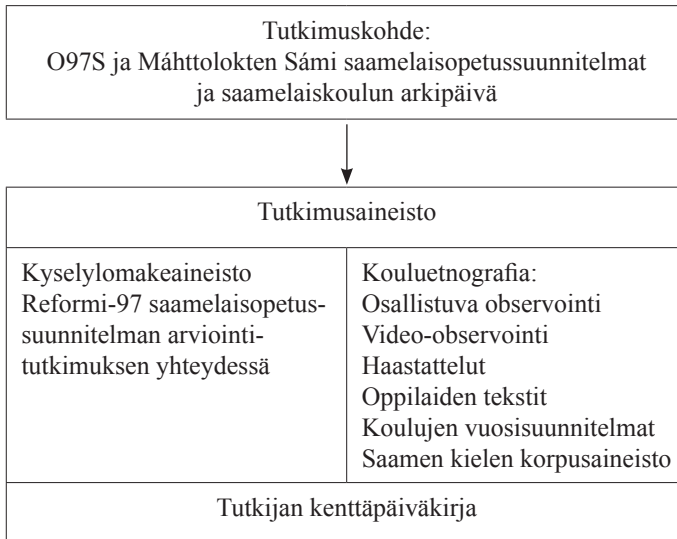 Tutkimuskohde:
O97S ja Máhttolokten Sámi saamelaisopetussuunnitelmat
ja saamelaiskoulun arkipäivä
Tutkimusaineisto
Kyselylomakeaineisto
Reformi-97 saamelaisopetus-
suunnitelman arviointi-
tutkimuksen yhteydessä
Kouluetnografia:
Osallistuva observointi
Video-observointi
Haastattelut
Oppilaiden tekstit
Koulujen vuosisuunnitelmat
Saamen kielen korpusaineisto
Tutkijan kenttäpäiväkirja